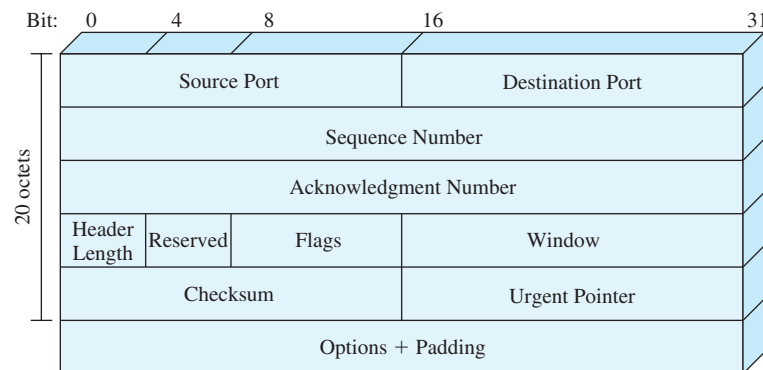 Bit: 0 4 8 16 31
Source Port Destination Port
Sequence Number
Acknowledgment Number
Header Length Reserved Flags Window
Checksum Urgent Pointer
Options + Padding
20 octets